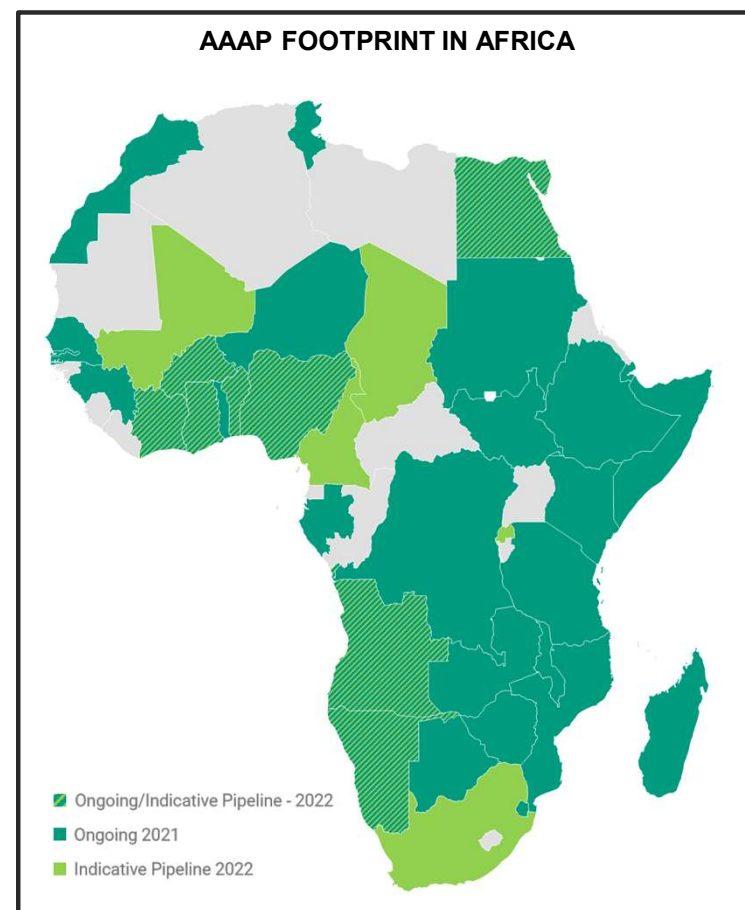 AAAP FOOTPRINT IN AFRICA
Ongoing/Indicative Pipeline - 2022
Ongoing 2021
Indicative Pipeline 2022